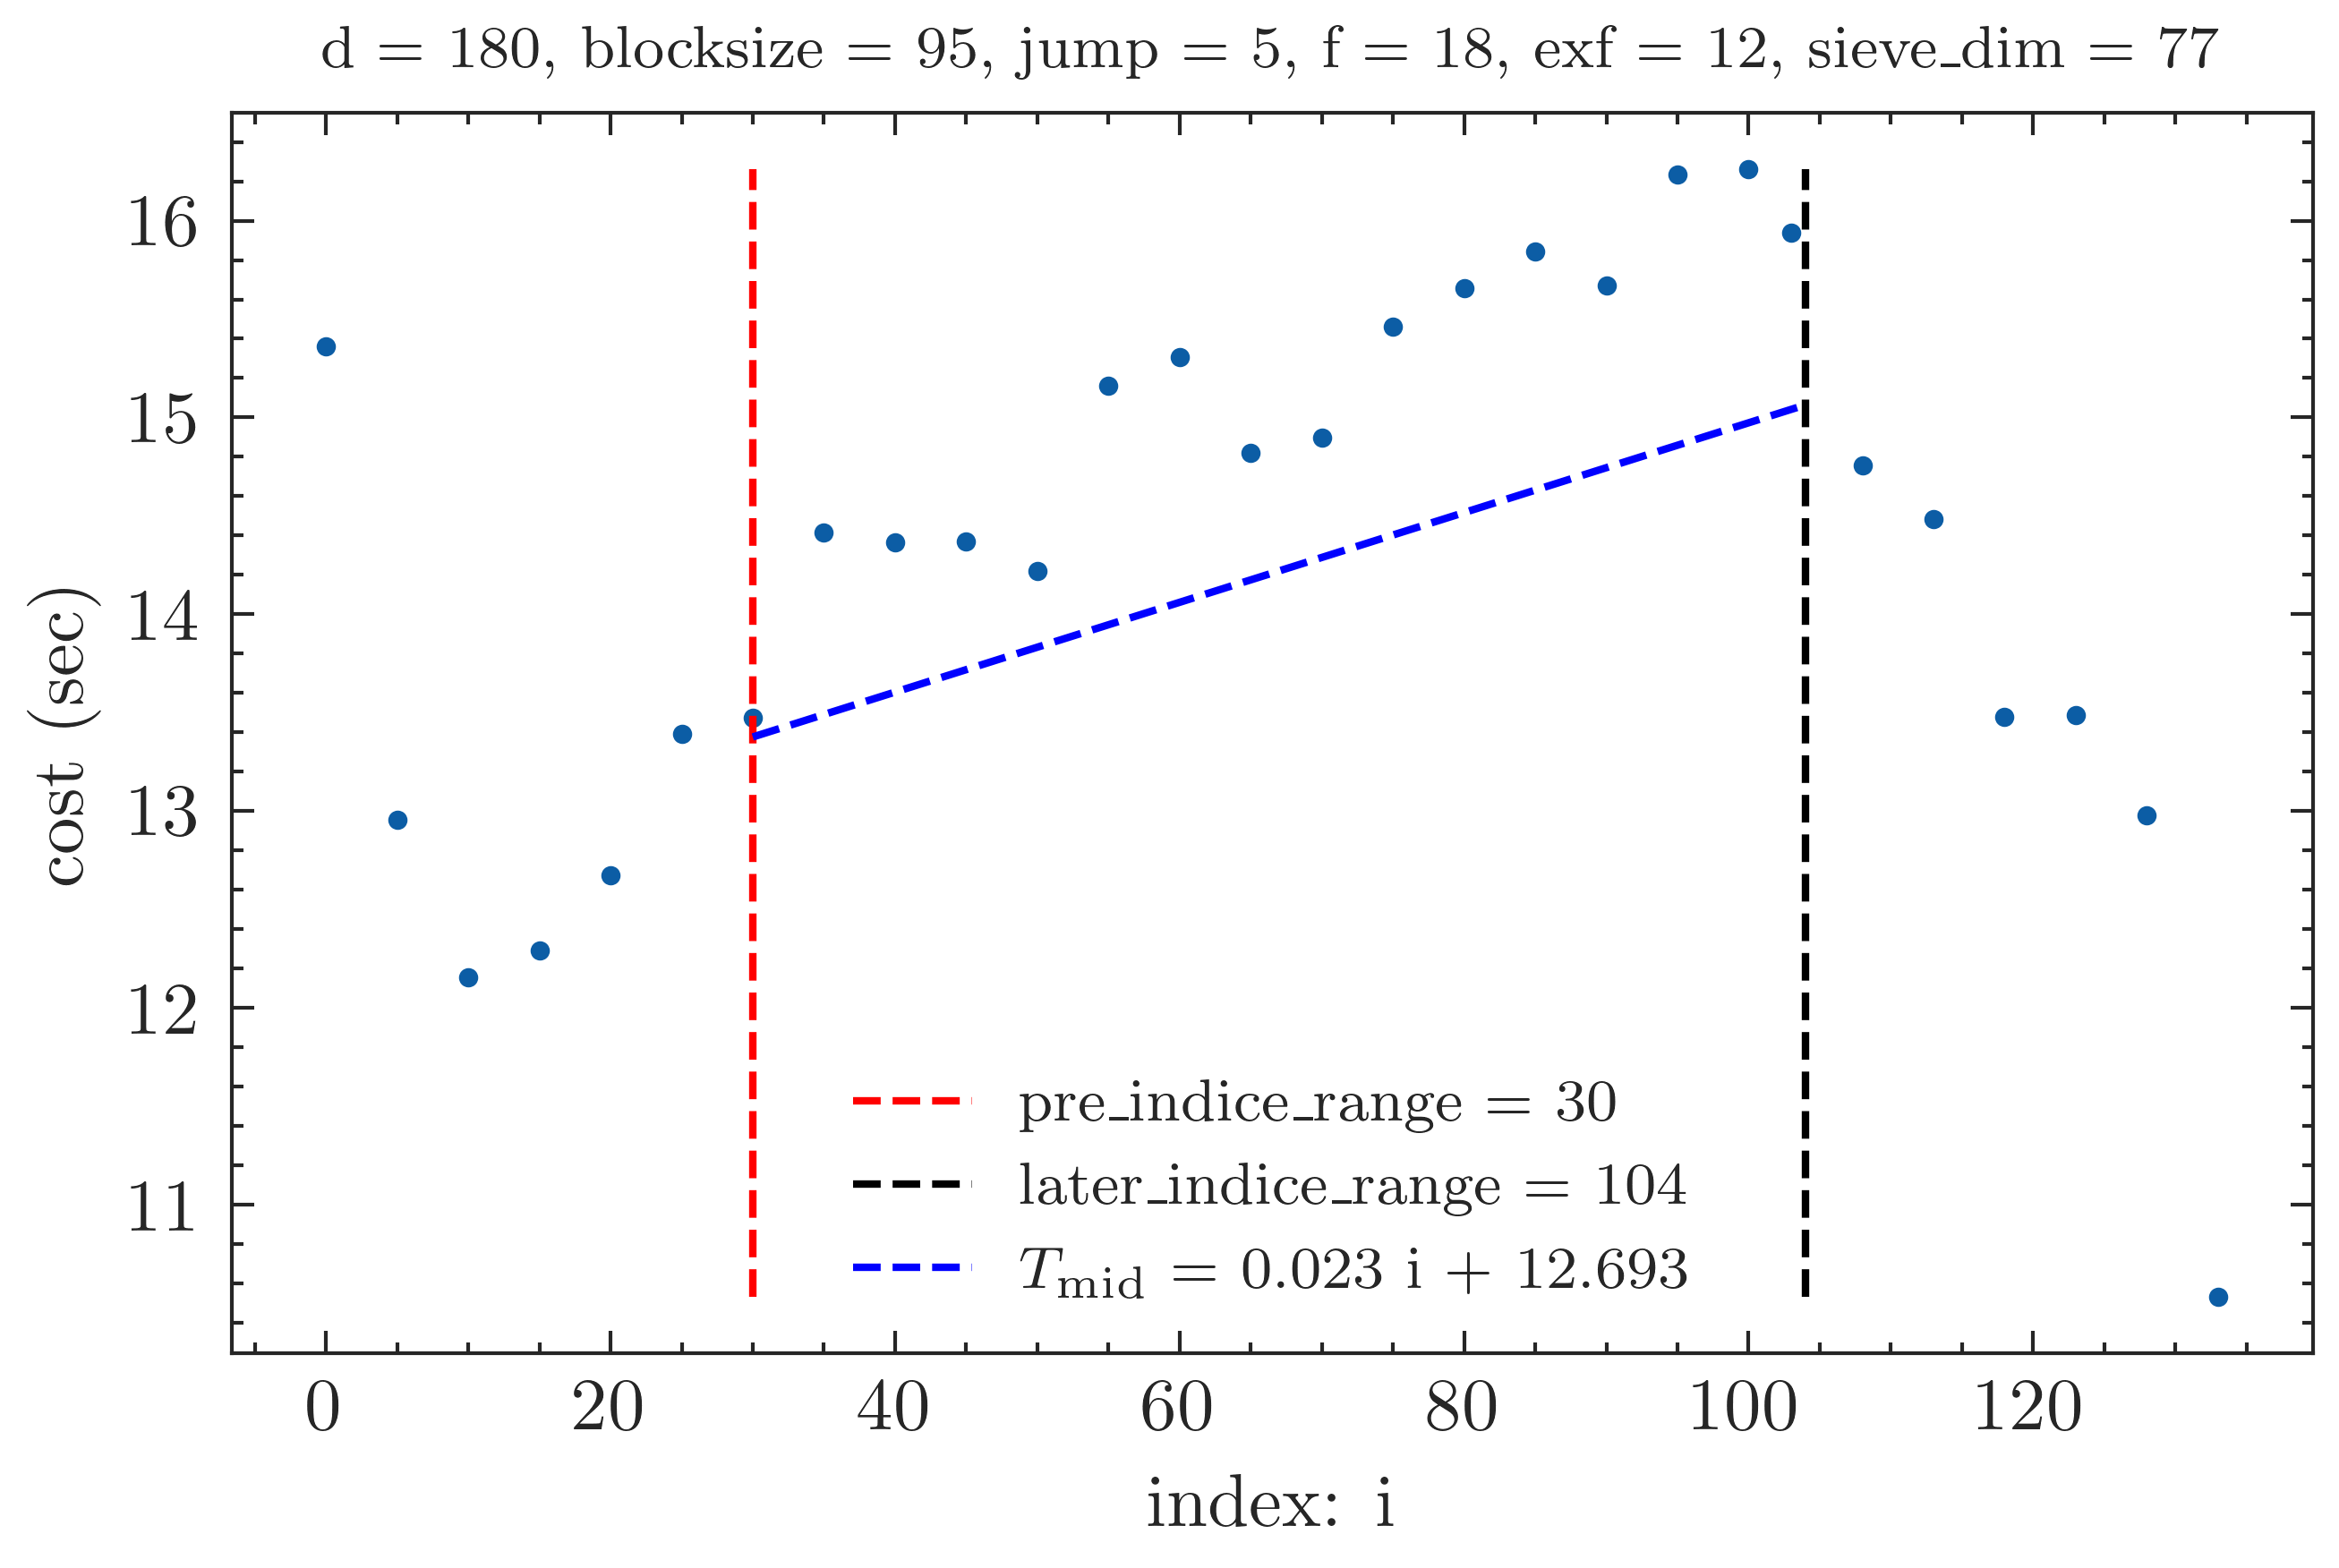 d = 180, blocksize = 95, jump = 5, f = 18, exf = 12, sieve_dim = 77
16
15
14
13
12
11
cost (sec)
pre_indice_range = 30
later_indice_range = 104
T_mid = 0.023 i + 12.693
0 20 40 60 80 100 120
index: i